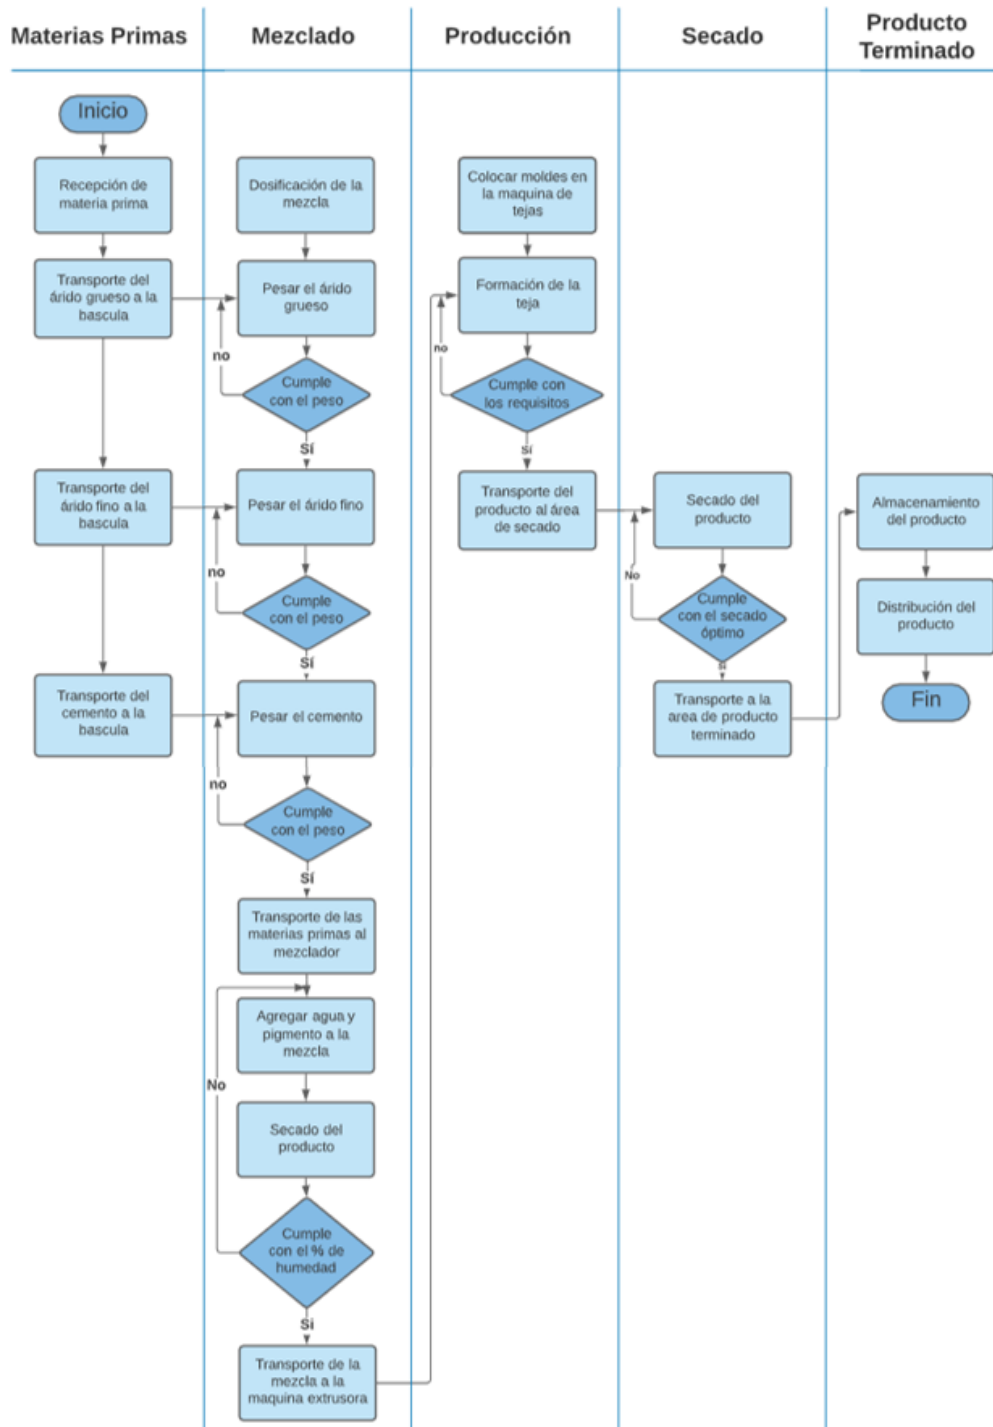 Materias Primas
Mezclado
Producción
Secado
Producto
Terminado
Inicio
Recepción de
materia prima
Transporte del
árido grueso a la
bascula
Transporte del
árido fino a la
bascula
Transporte del
cemento a la
bascula
Dosificación de la
mezcla
Pesar el árido
grueso
no
Cumple
con el peso
Sí
Pesar el árido fino
no
Cumple
con el peso
Sí
Pesar el cemento
no
Cumple
con el peso
Sí
Transporte de las
materias primas al
mezclador
Agregar agua y
pigmento a la
mezcla
No
Secado del
producto
Cumple
con el % de
humedad
Sí
Transporte de la
mezcla a la
maquina extrusora
Colocar moldes en
la maquina de
tejas
Formación de la
teja
no
Cumple con
los requisitos
Sí
Transporte del
producto al área
de secado
Secado del
producto
No
Cumple
con el secado
óptimo
sí
Transporte a la
area de producto
terminado
Almacenamiento
del producto
Distribución del
producto
Fin